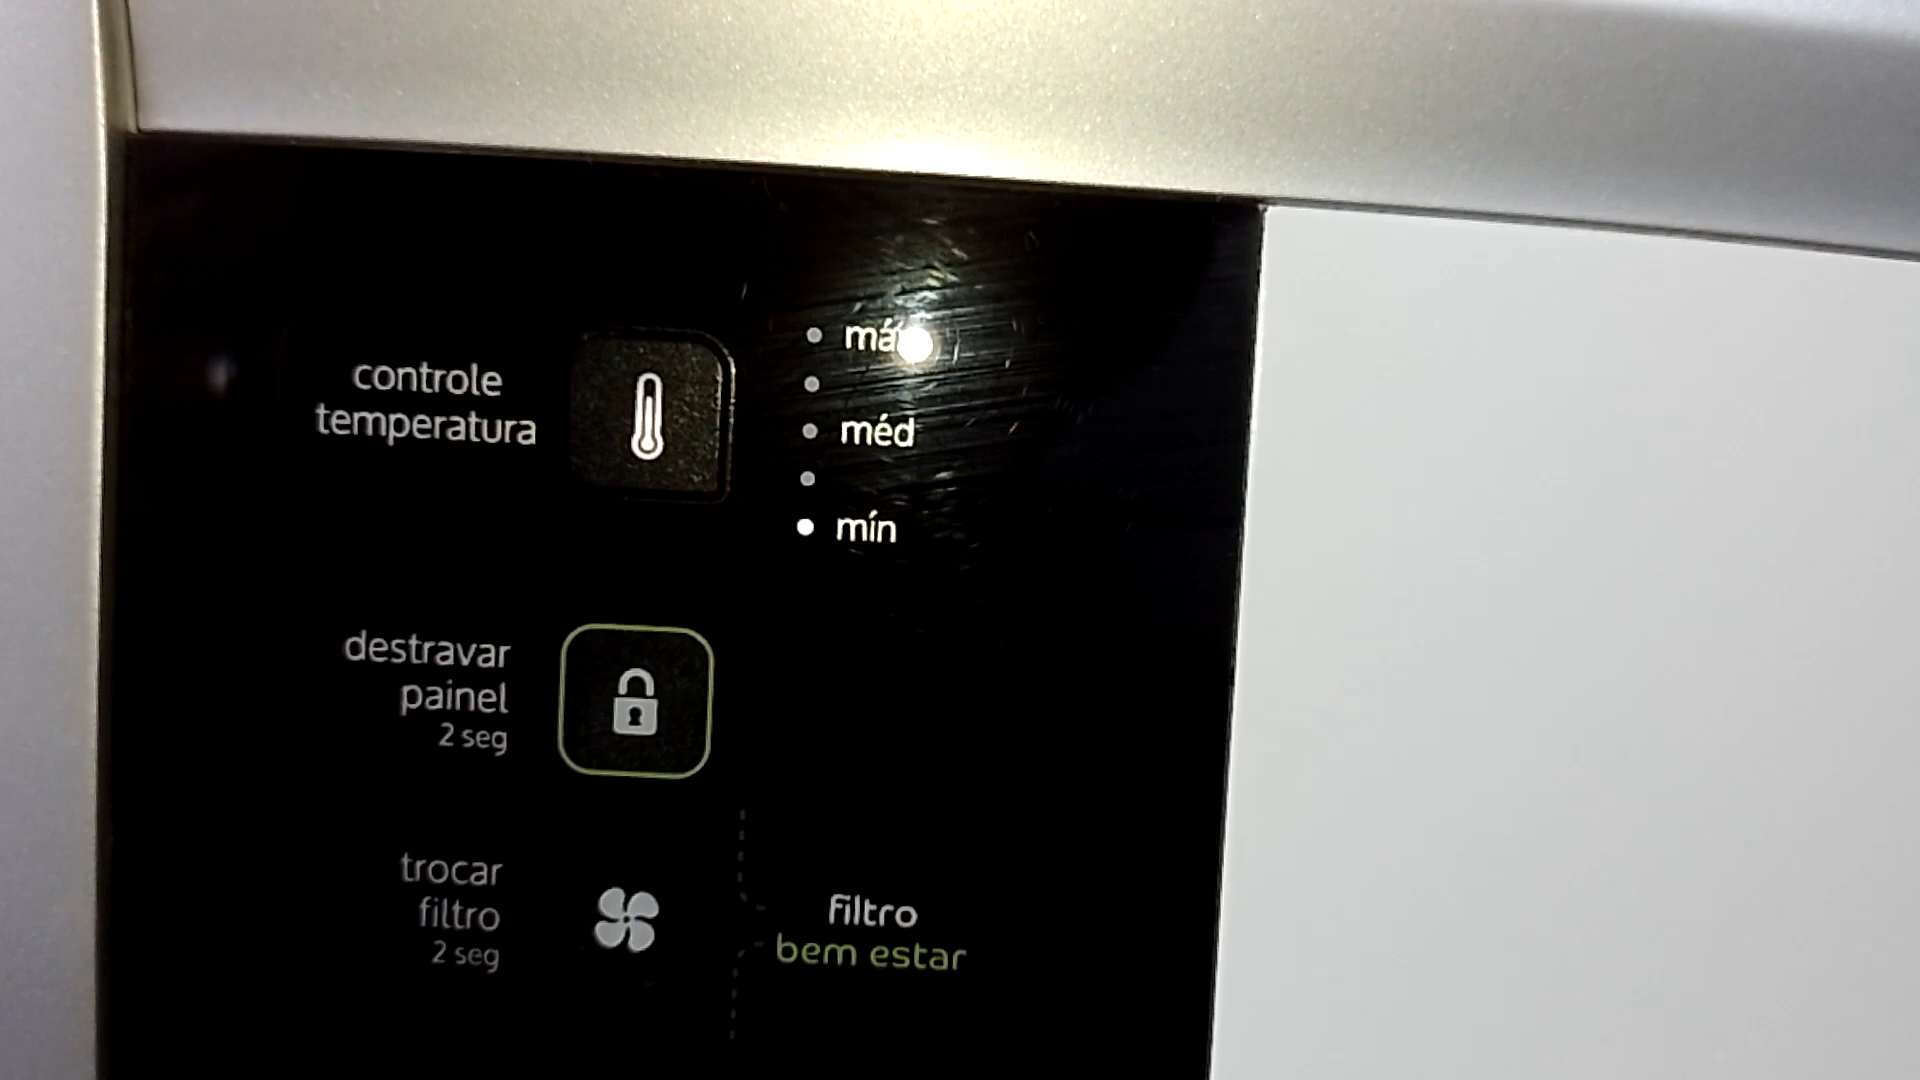 controle
temperatura
méd
mín
destravar
painel
2 seg
trocar
filtro
2 seg
filtro
bem estar